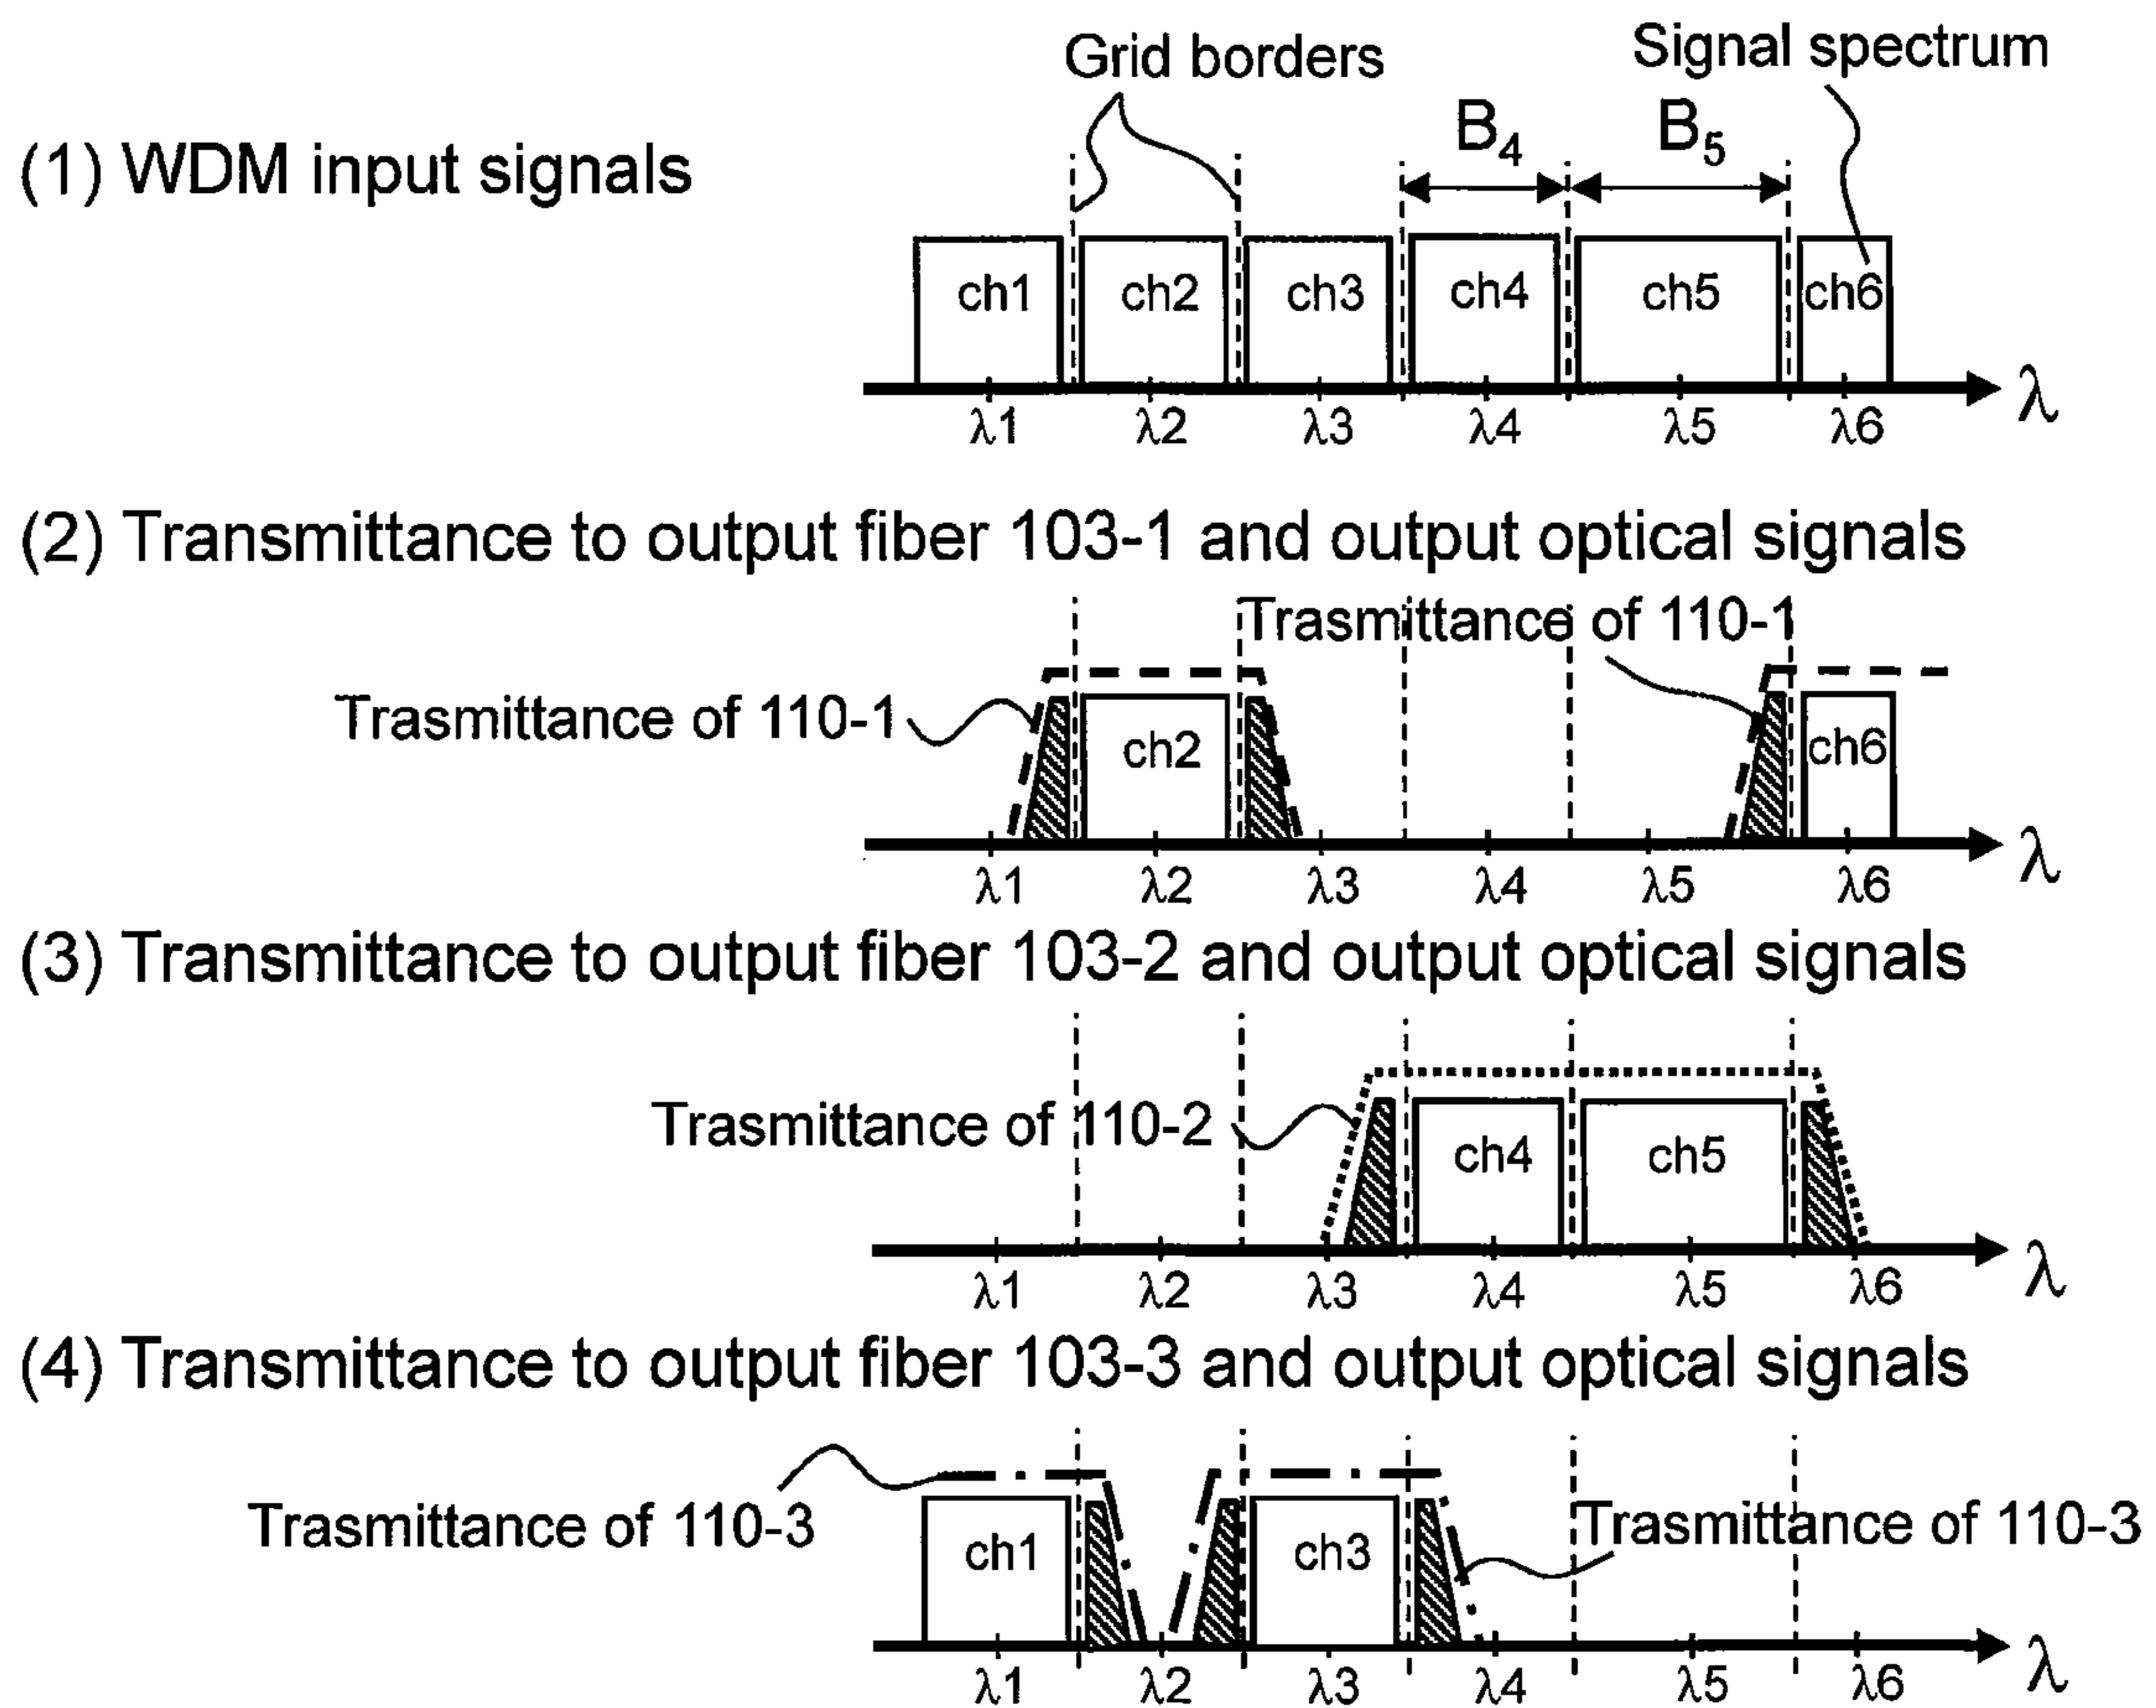 Grid borders
Signal spectrum
(1) WDM input signals
B4
B5
ch1 ch2 ch3 ch4 ch5 ch6
λ1 λ2 λ3 λ4 λ5 λ6 λ
(2) Transmittance to output fiber 103-1 and output optical signals
Trasmittance of 110-1
Trasmittance of 110-1
ch2 ch6
λ1 λ2 λ3 λ4 λ5 λ6 λ
(3) Transmittance to output fiber 103-2 and output optical signals
Trasmittance of 110-2
ch4 ch5
λ1 λ2 λ3 λ4 λ5 λ6 λ
(4) Transmittance to output fiber 103-3 and output optical signals
Trasmittance of 110-3
Trasmittance of 110-3
ch1 ch3
λ1 λ2 λ3 λ4 λ5 λ6 λ